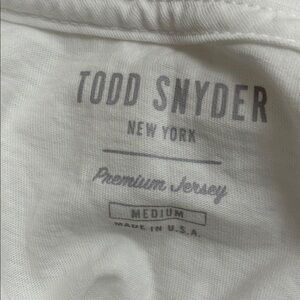 TODD SNYDER
NEW YORK
Premium Jersey
MEDIUM
MADE IN U.S.A.